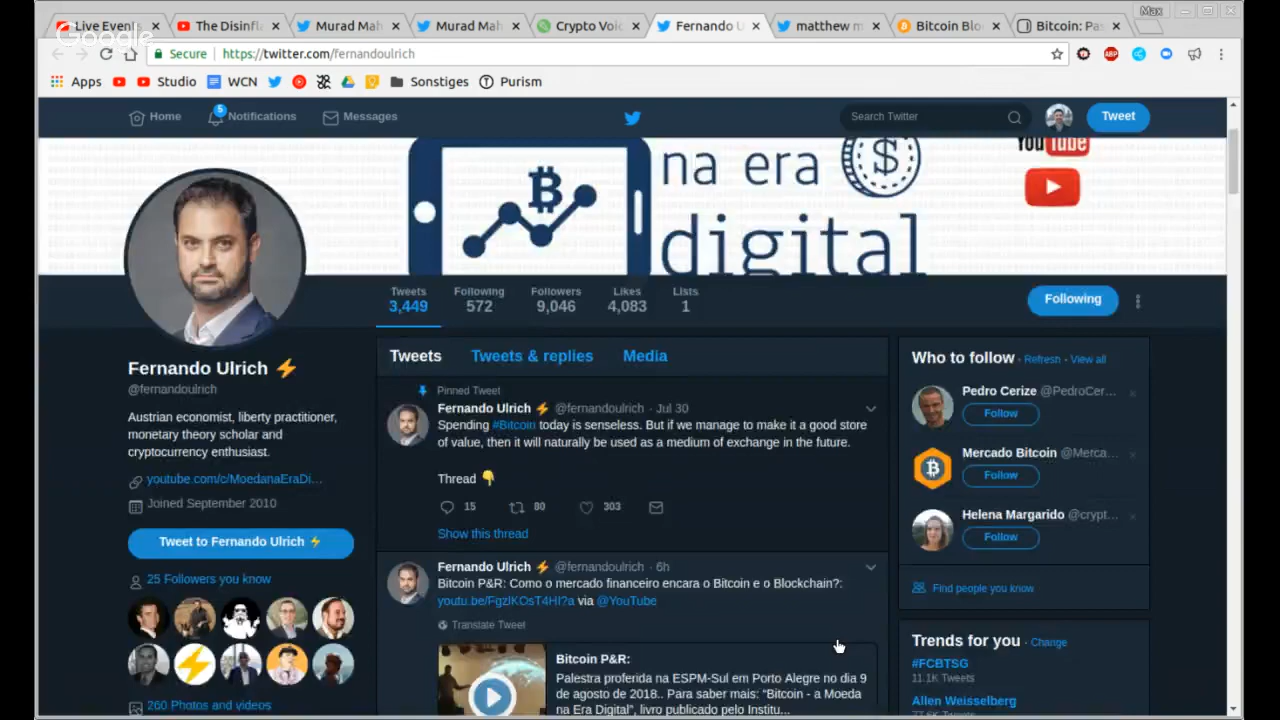 Max
Live Events
The Disinfl
Murad Mah
Murad Mah
Crypto Voic
Fernando U
matthew m
Bitcoin Blo
Bitcoin: Pa
Google
Secure
https://twitter.com/fernandoulrich
Apps
Studio
WCN
Sonstiges
Purism
Home
5
Notifications
Messages
Search Twitter
Tweet
na era
digital
YouTube
Tweets
Following
Followers
Likes
Lists
3,449
572
9,046
4,083
1
Following
Fernando Ulrich
@fernandoulrich
Austrian economist, liberty practitioner,
monetary theory scholar and
cryptocurrency enthusiast.
youtube.com/c/MoedanaEraDi...
Joined September 2010
Tweet to Fernando Ulrich ⚡
25 Followers you know
260 Photos and videos
Tweets
Tweets & replies
Media
Pinned Tweet
Fernando Ulrich ⚡ @fernandoulrich · Jul 30
Spending #Bitcoin today is senseless. But if we manage to make it a good store
of value, then it will naturally be used as a medium of exchange in the future.
Thread 👇
15
80
303
Show this thread
Fernando Ulrich ⚡ @fernandoulrich · 6h
Bitcoin P&R: Como o mercado financeiro encara o Bitcoin e o Blockchain?:
youtu.be/FgzlKOsT4HI?a via @YouTube
Translate Tweet
Bitcoin P&R:
Palestra proferida na ESPM-Sul em Porto Alegre no dia 9
de agosto de 2018.. Para saber mais: “Bitcoin - a Moeda
na Era Digital”, livro publicado pelo Institu...
Who to follow · Refresh · View all
Pedro Cerize @PedroCer...
Follow
Mercado Bitcoin @Merca...
Follow
Helena Margarido @crypt...
Follow
Find people you know
Trends for you · Change
#FCBTSG
11.1K Tweets
Allen Weisselberg